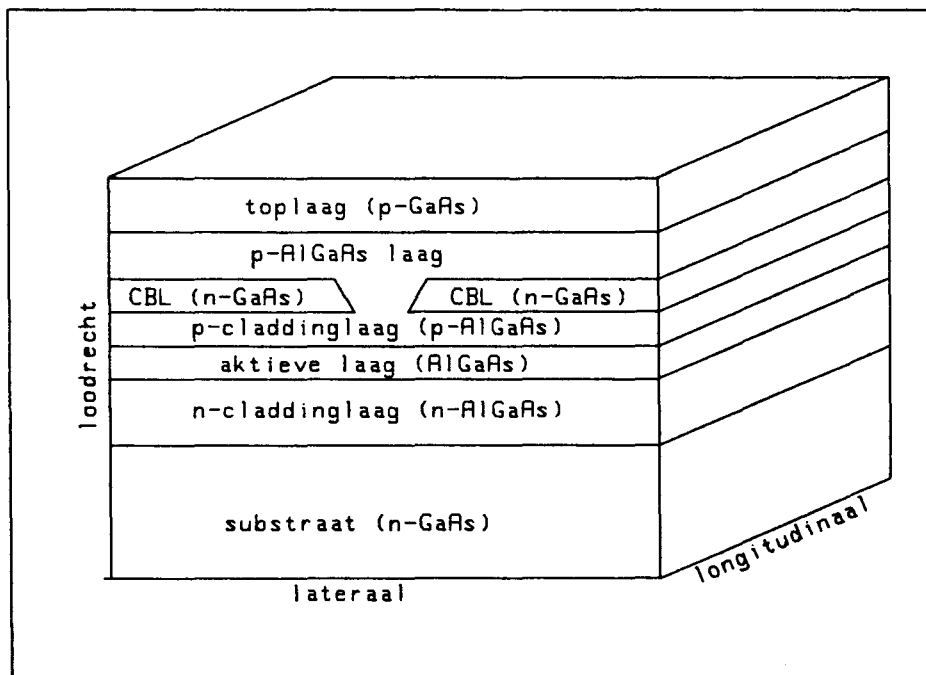 toplaag (p-GaAs)
p-AlGaAs laag
CBL (n-GaAs) CBL (n-GaAs)
p-claddinglaag (p-AlGaAs)
aktieve laag (AlGaAs)
n-claddinglaag (n-AlGaAs)
substraat (n-GaAs)
loodrecht
lateraal
longitudinaal